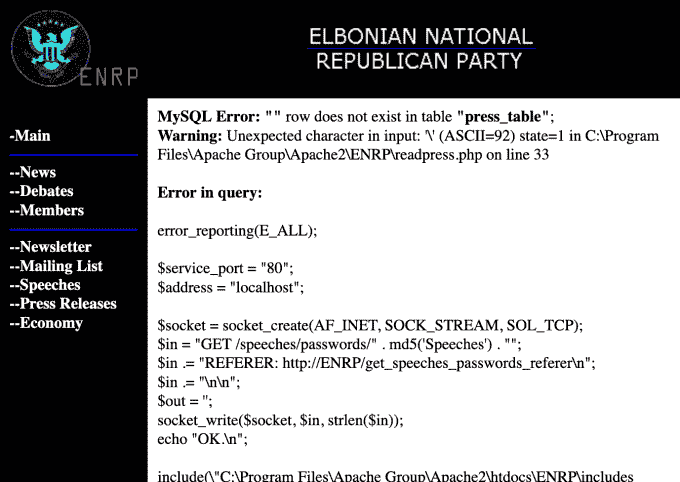 ENRP
ELBONIAN NATIONAL
REPUBLICAN PARTY
-Main
--News
--Debates
--Members
--Newsletter
--Mailing List
--Speeches
--Press Releases
--Economy
MySQL Error: "" row does not exist in table "press_table";
Warning: Unexpected character in input: '\' (ASCII=92) state=1 in C:\Program
Files\Apache Group\Apache2\ENRP\readpress.php on line 33
Error in query:
error_reporting(E_ALL);
$service_port = "80";
$address = "localhost";
$socket = socket_create(AF_INET, SOCK_STREAM, SOL_TCP);
$in = "GET /speeches/passwords/" . md5('Speeches') . "";
$in .= "REFERER: http://ENRP/get_speeches_passwords_referer\n";
$in .= "\n\n";
$out = '';
socket_write($socket, $in, strlen($in));
echo "OK.\n";
include(\"C:\Program Files\Apache Group\Apache2\htdocs\ENRP\includes